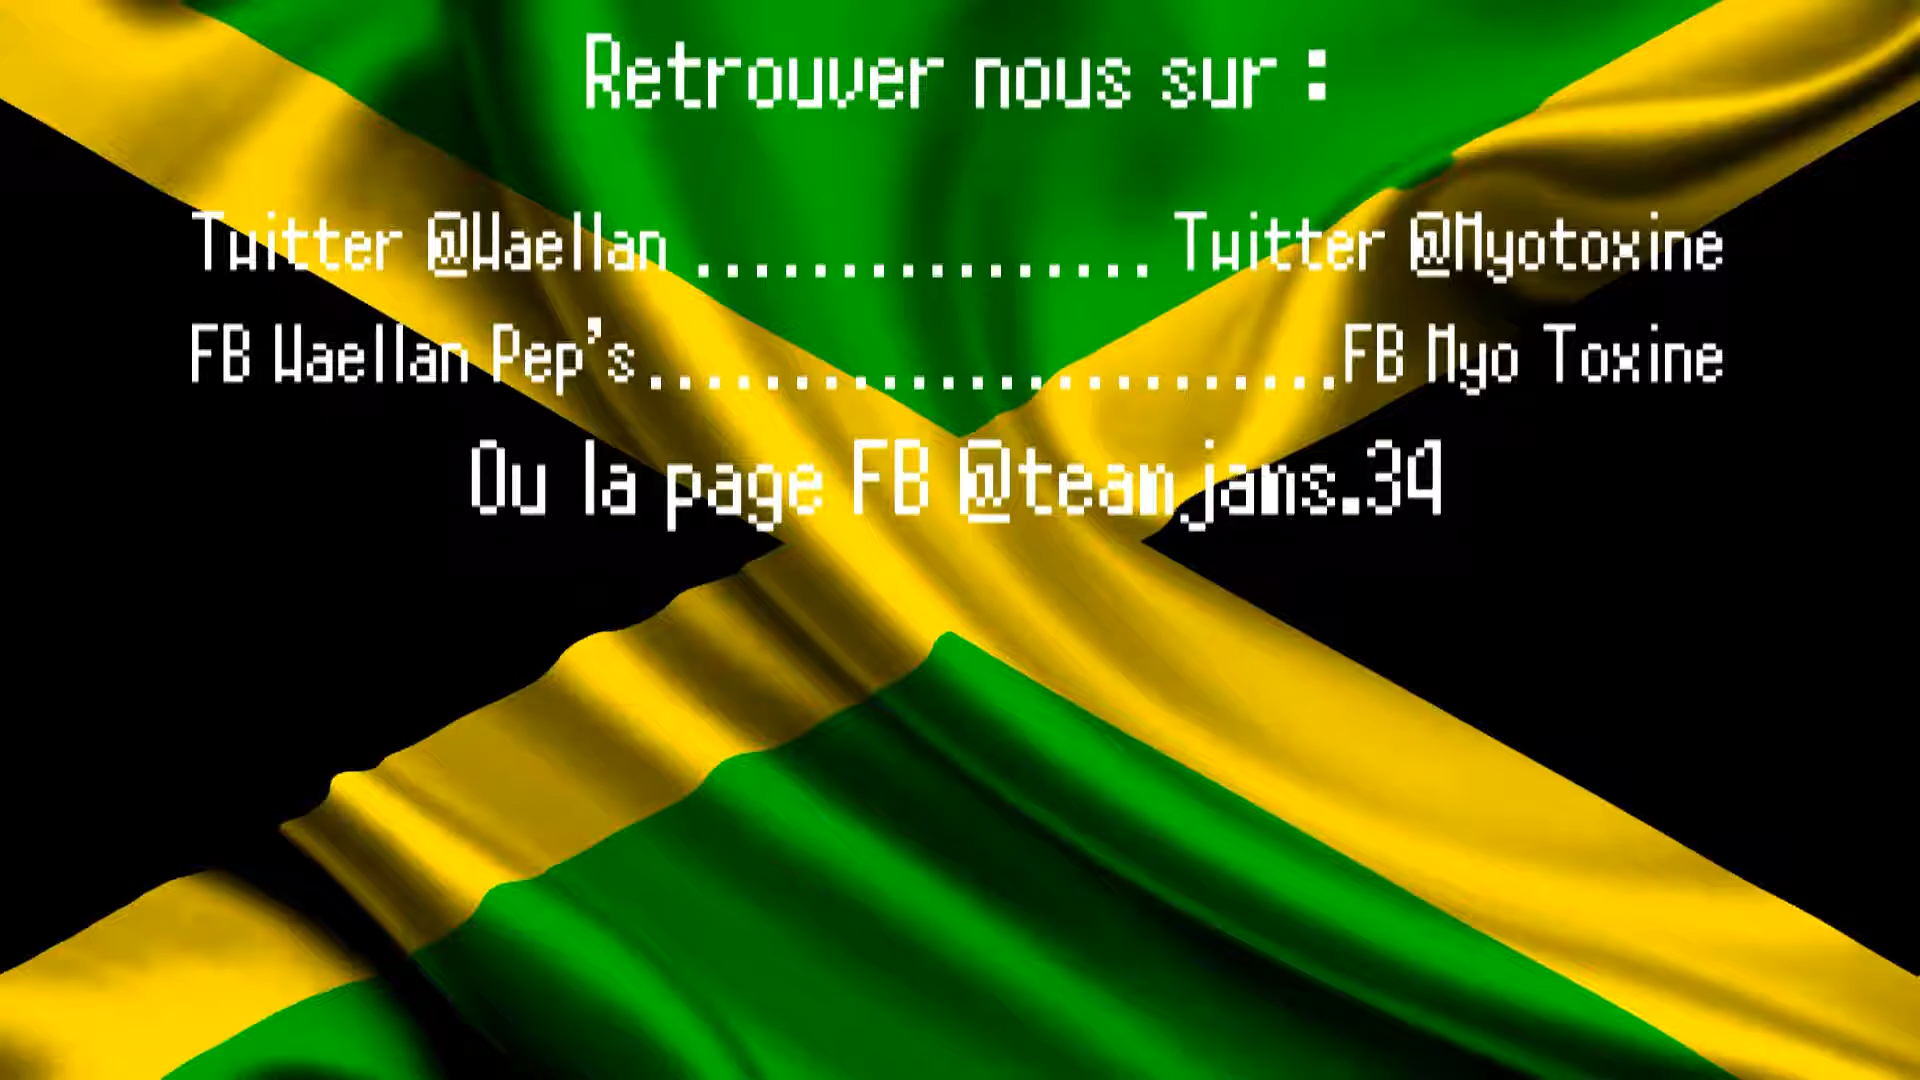 Retrouver nous sur :
Twitter @Waellan ................ Twitter @Myotoxine
FB Waellan Pep's........................FB Myo Toxine
Ou la page FB @teamjams.34